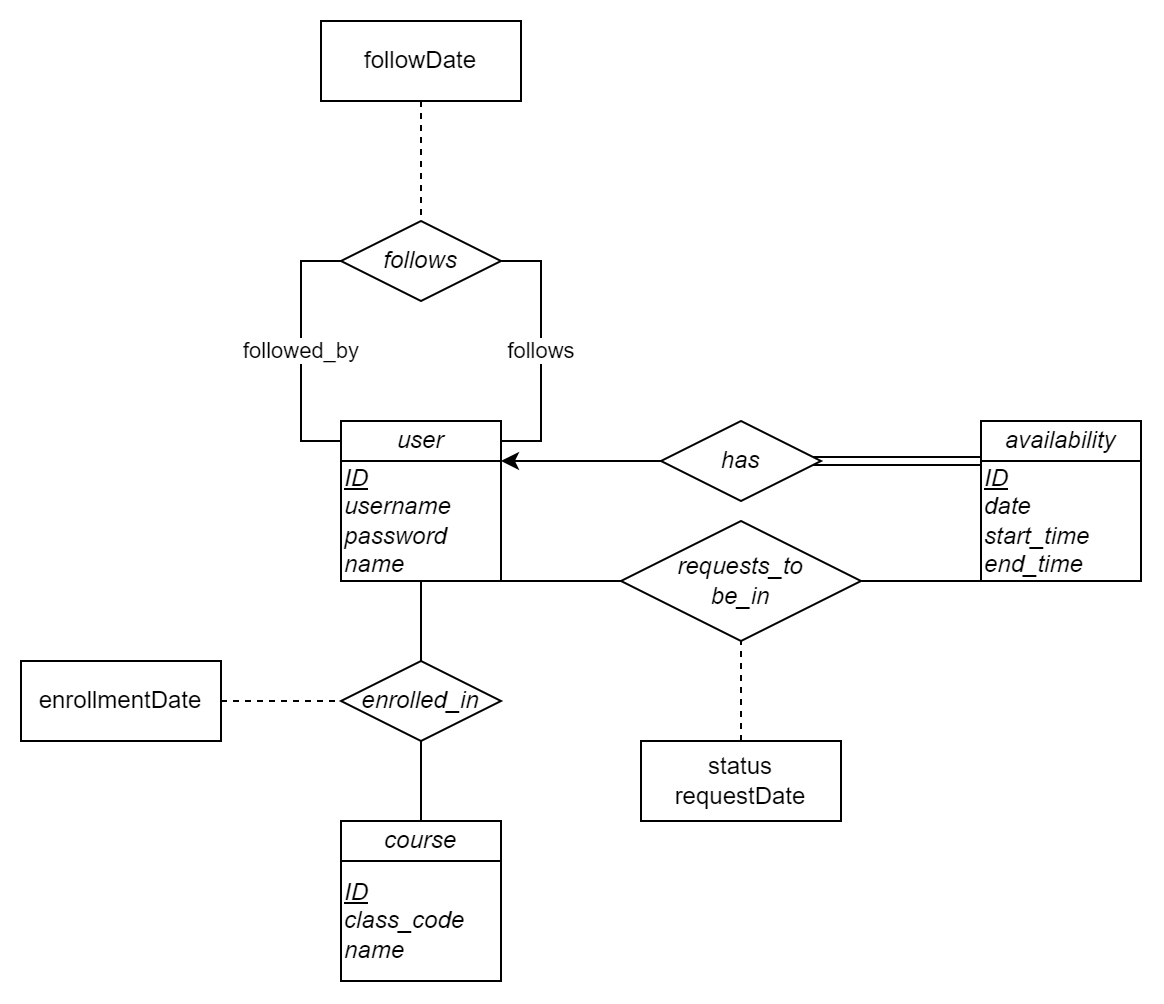 followDate
follows
followed_by
follows
user
ID
username
password
name
has
availability
ID
date
start_time
end_time
requests_to
be_in
enrollmentDate
enrolled_in
status
requestDate
course
ID
class_code
name